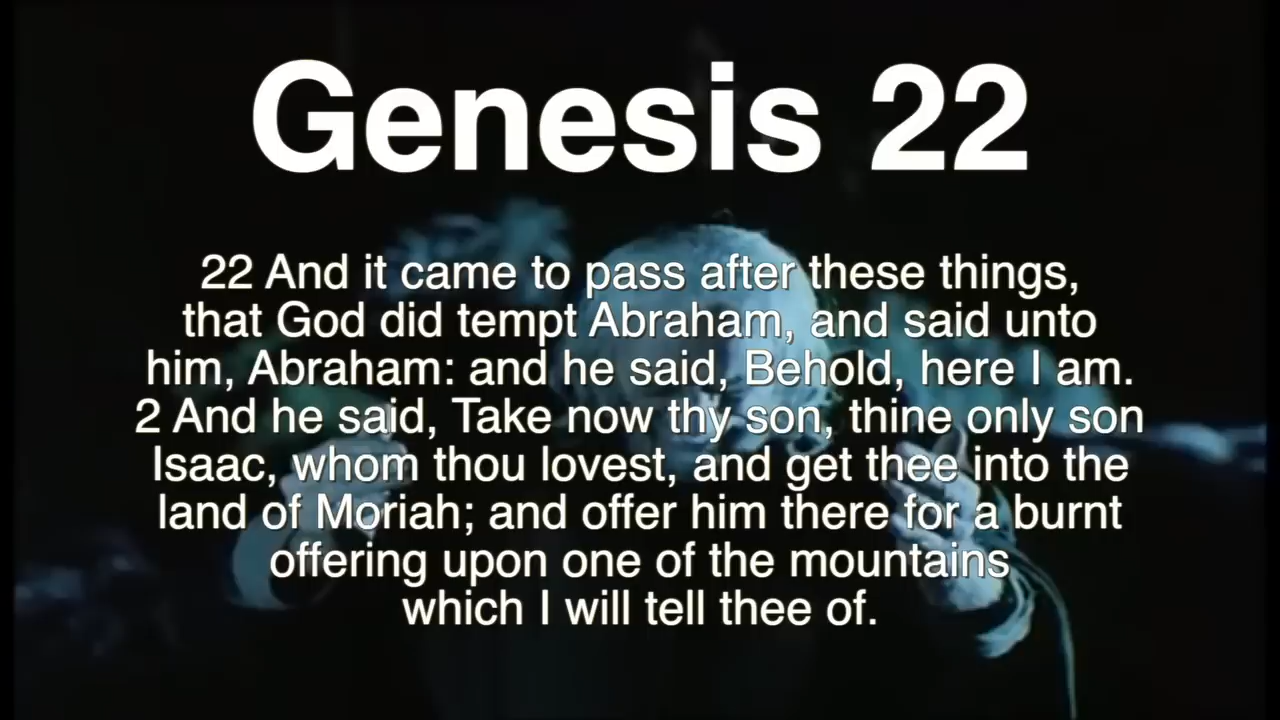 Genesis 22
22 And it came to pass after these things,
that God did tempt Abraham, and said unto
him, Abraham: and he said, Behold, here I am.
2 And he said, Take now thy son, thine only son
Isaac, whom thou lovest, and get thee into the
land of Moriah; and offer him there for a burnt
offering upon one of the mountains
which I will tell thee of.